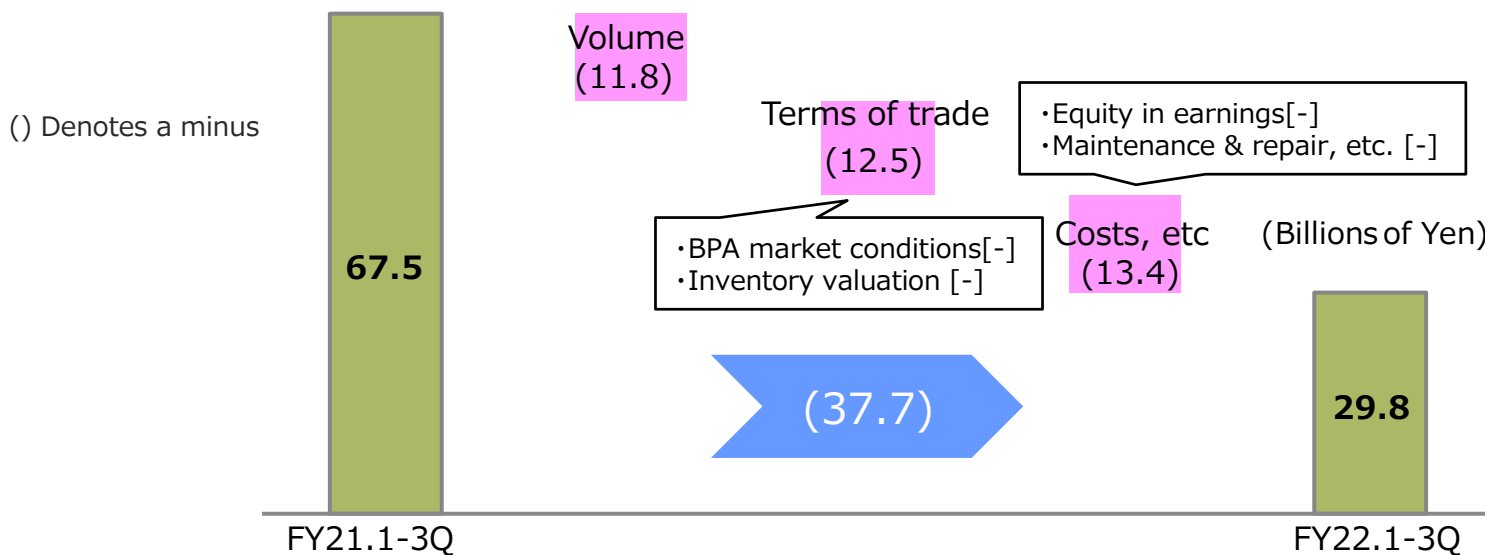 Volume
(11.8)
() Denotes a minus
Terms of trade
(12.5)
・Equity in earnings[-]
・Maintenance & repair, etc. [-]
・BPA market conditions[-]
・Inventory valuation [-]
Costs, etc
(13.4)
(Billions of Yen)
67.5
(37.7)
29.8
FY21.1-3Q
FY22.1-3Q